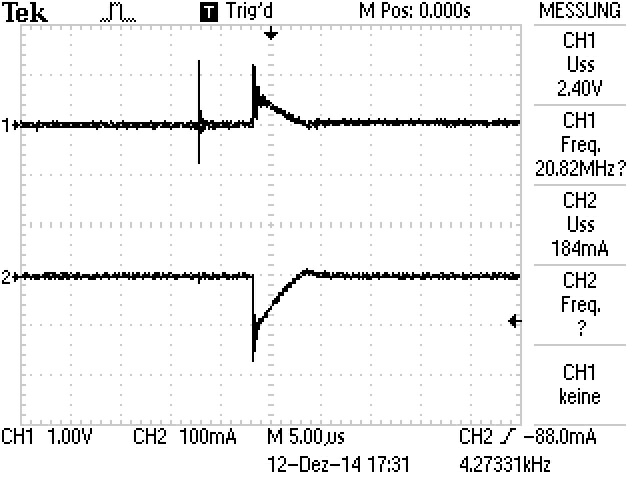 Tek T Trig'd M Pos: 0.000s MESSUNG
CH1
Uss
2.40V
CH1
Freq.
20.82MHz?
CH2
Uss
184mA
CH2
Freq.
?
CH1
keine
1
2
CH1 1.00V CH2 100mA M 5.00µs CH2 -88.0mA
12-Dez-14 17:31 4.27331kHz